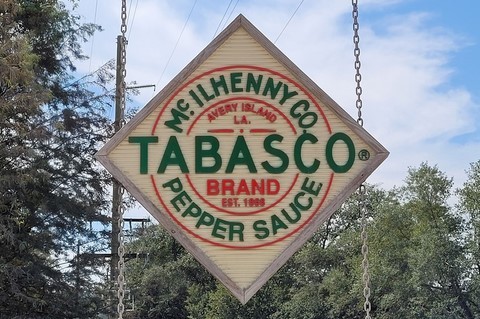 McILHENNY CO.
AVERY ISLAND
LA.
TABASCO®
BRAND
EST. 1868
PEPPER SAUCE